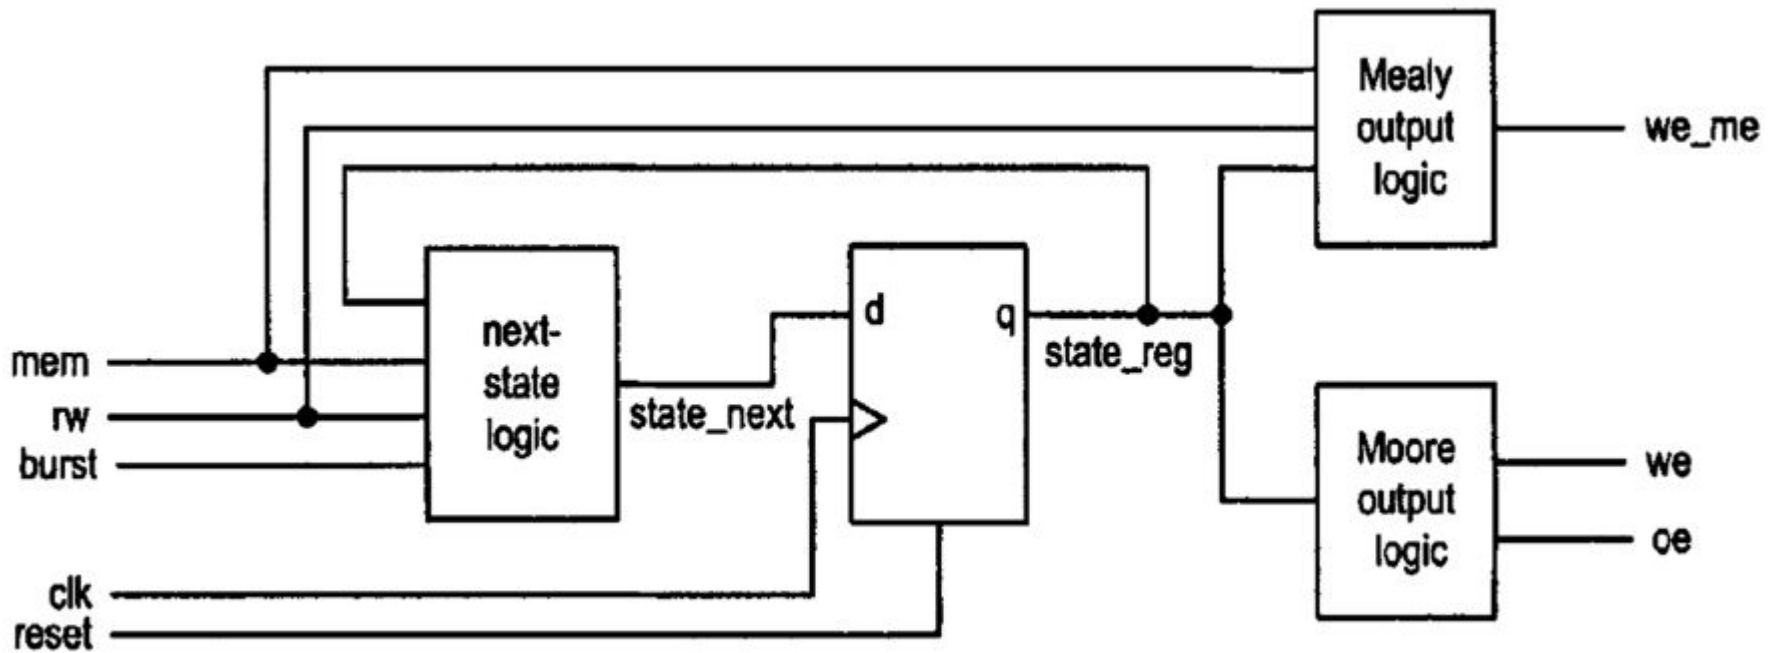 Mealy
output
logic
we_me
next-
state
logic
d
q
state_reg
state_next
mem
rw
burst
Moore
output
logic
we
oe
clk
reset